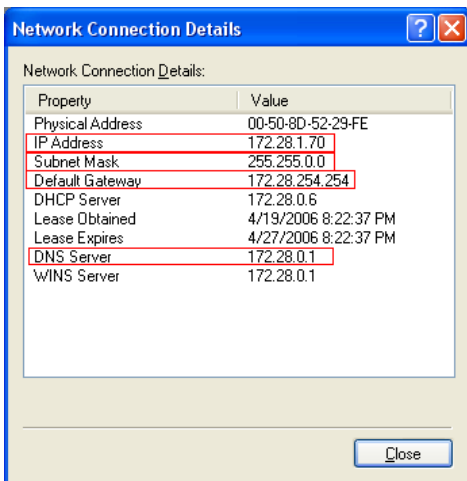 Network Connection Details
Network Connection Details:
Property Value
Physical Address 00-50-8D-52-29-FE
IP Address 172.28.1.70
Subnet Mask 255.255.0.0
Default Gateway 172.28.254.254
DHCP Server 172.28.0.6
Lease Obtained 4/19/2006 8:22:37 PM
Lease Expires 4/27/2006 8:22:37 PM
DNS Server 172.28.0.1
WINS Server 172.28.0.1
Close